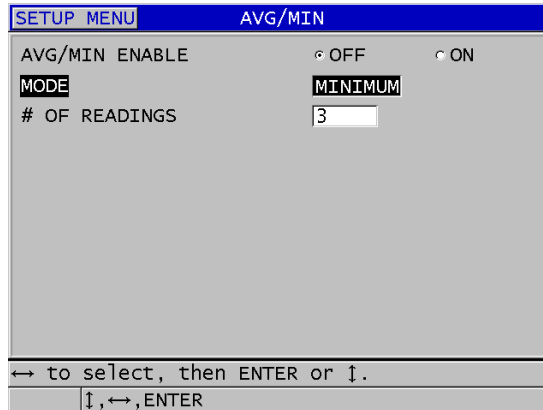 SETUP MENU AVG/MIN
AVG/MIN ENABLE OFF ON
MODE MINIMUM
# OF READINGS 3
↔ to select, then ENTER or ↕.
↕,↔,ENTER